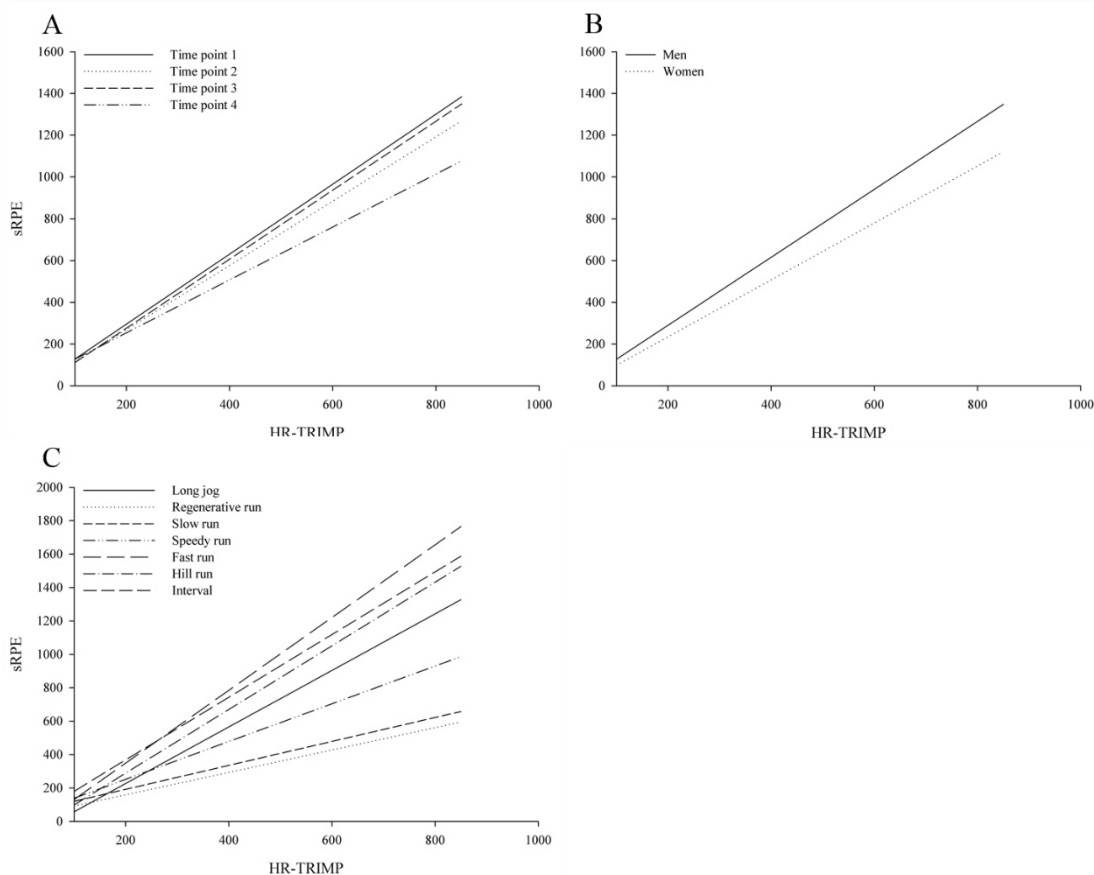 A
1600
1400
1200
1000
800
600
400
200
0
sRPE
Time point 1
Time point 2
Time point 3
Time point 4
200
400
600
800
1000
HR-TRIMP
B
1600
1400
1200
1000
800
600
400
200
0
Men
Women
200
400
600
800
1000
HR-TRIMP
C
2000
1800
1600
1400
1200
1000
800
600
400
200
0
sRPE
Long jog
Regenerative run
Slow run
Speedy run
Fast run
Hill run
Interval
200
400
600
800
1000
HR-TRIMP